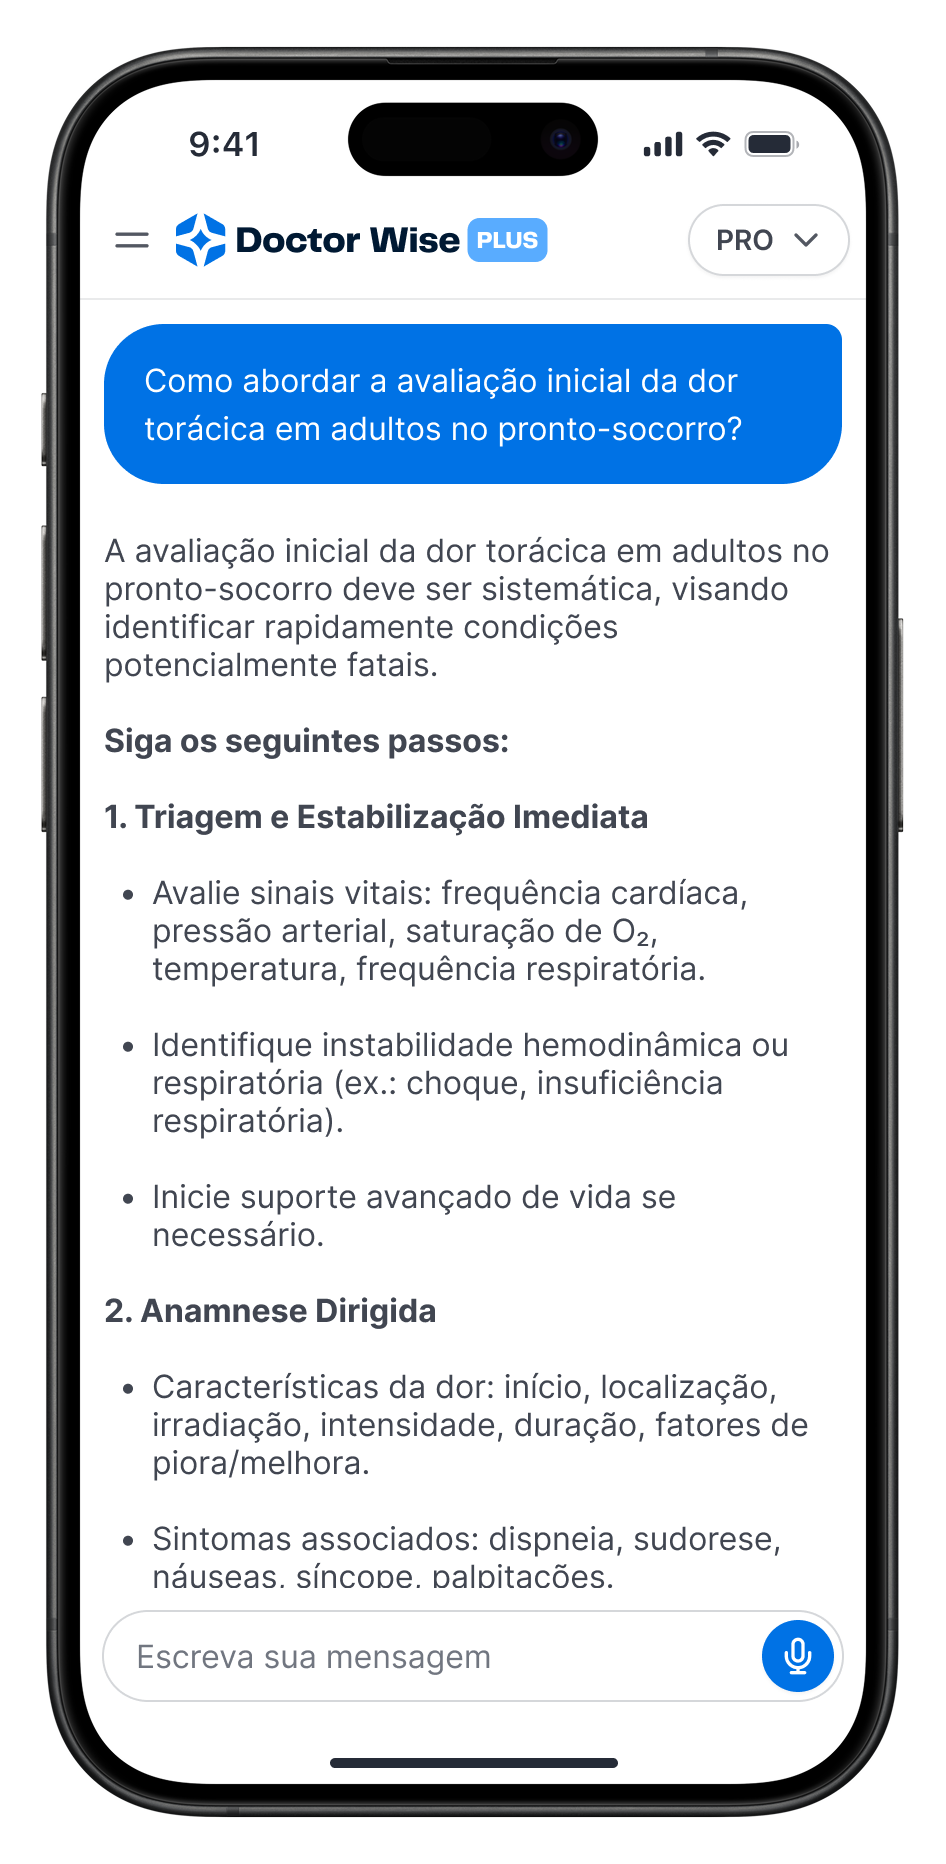 9:41
Doctor Wise PLUS
PRO
Como abordar a avaliação inicial da dor
torácica em adultos no pronto-socorro?
A avaliação inicial da dor torácica em adultos no
pronto-socorro deve ser sistemática, visando
identificar rapidamente condições
potencialmente fatais.
Siga os seguintes passos:
1. Triagem e Estabilização Imediata
• Avalie sinais vitais: frequência cardíaca,
pressão arterial, saturação de O₂,
temperatura, frequência respiratória.
• Identifique instabilidade hemodinâmica ou
respiratória (ex.: choque, insuficiência
respiratória).
• Inicie suporte avançado de vida se
necessário.
2. Anamnese Dirigida
• Características da dor: início, localização,
irradiação, intensidade, duração, fatores de
piora/melhora.
• Sintomas associados: dispneia, sudorese,
náuseas, síncope, palpitações.
Escreva sua mensagem